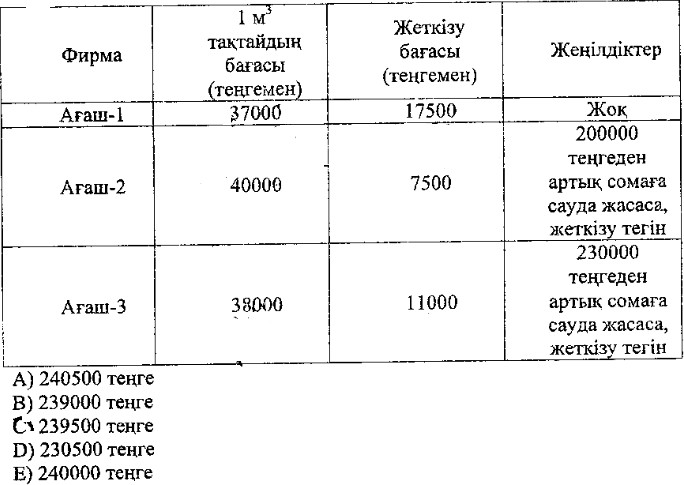 Фирма
1 м³
тақтайдың
бағасы
(теңгемен)
Жеткізу
бағасы
(теңгемен)
Жеңілдіктер
Ағаш-1
37000
17500
Жоқ
Ағаш-2
40000
7500
200000
теңгеден
артық сомаға
сауда жасаса,
жеткізу тегін
Ағаш-3
38000
11000
230000
теңгеден
артық сомаға
сауда жасаса,
жеткізу тегін
A) 240500 теңге
B) 239000 теңге
C) 239500 теңге
D) 230500 теңге
E) 240000 теңге